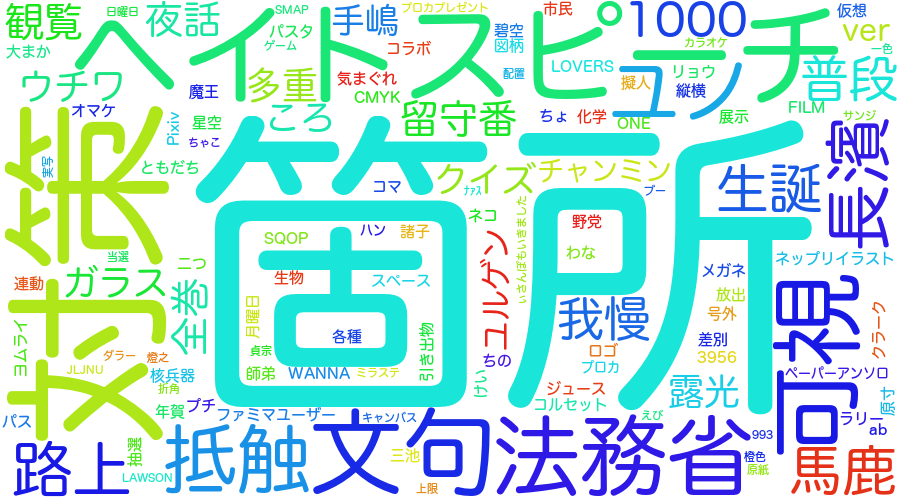 観覧
日曜日
夜話
SMAP
手嶋
プロカプレゼント
碧空
市民
1000
仮想
ver
大まか
ヘイトスピーチ
パスタ
ゲーム
コラボ
図柄
カラオケ
一色
ウチワ
魔王
多重
気まぐれ
LOVERS
配置
リョウ
擬人
ユノ
普段
オマケ
CMYK
縦横
FILM
対策
Pixiv
星空
ころ
留守番
ちょ
化学
ONE
展示
サンジ
実写
ちゃこ
ともだち
箇所
コマ
クイズ
ﾅｧｽ
チャンミン
ブー
生誕
長濱
SQOP
ハン
諸子
ネコ
ぃさんぽもいきました
野党
わな
当選
二つ
ガラス
生物
スペース
ユルゲン
メガネ
ネップリイラスト
連動
全巻
月曜日
我慢
放出
号外
可視
ヨムライ
ダラー
燈之
貞宗
各種
引き出物
ちの
ロゴ
差別
3956
クラーク
JLJNU
核兵器
師弟
WANNA
ミラステ
プロカ
ペーパーアンソロ
折角
けい
ジュース
コルセット
露光
原寸
バス
年賀
プチ
ファミマユーザー
キャンバス
えび
ラリー
ab
路上
抽選
LAWSON
抵触
三池
上限
文句
法務省
993
橙色
原紙
馬鹿